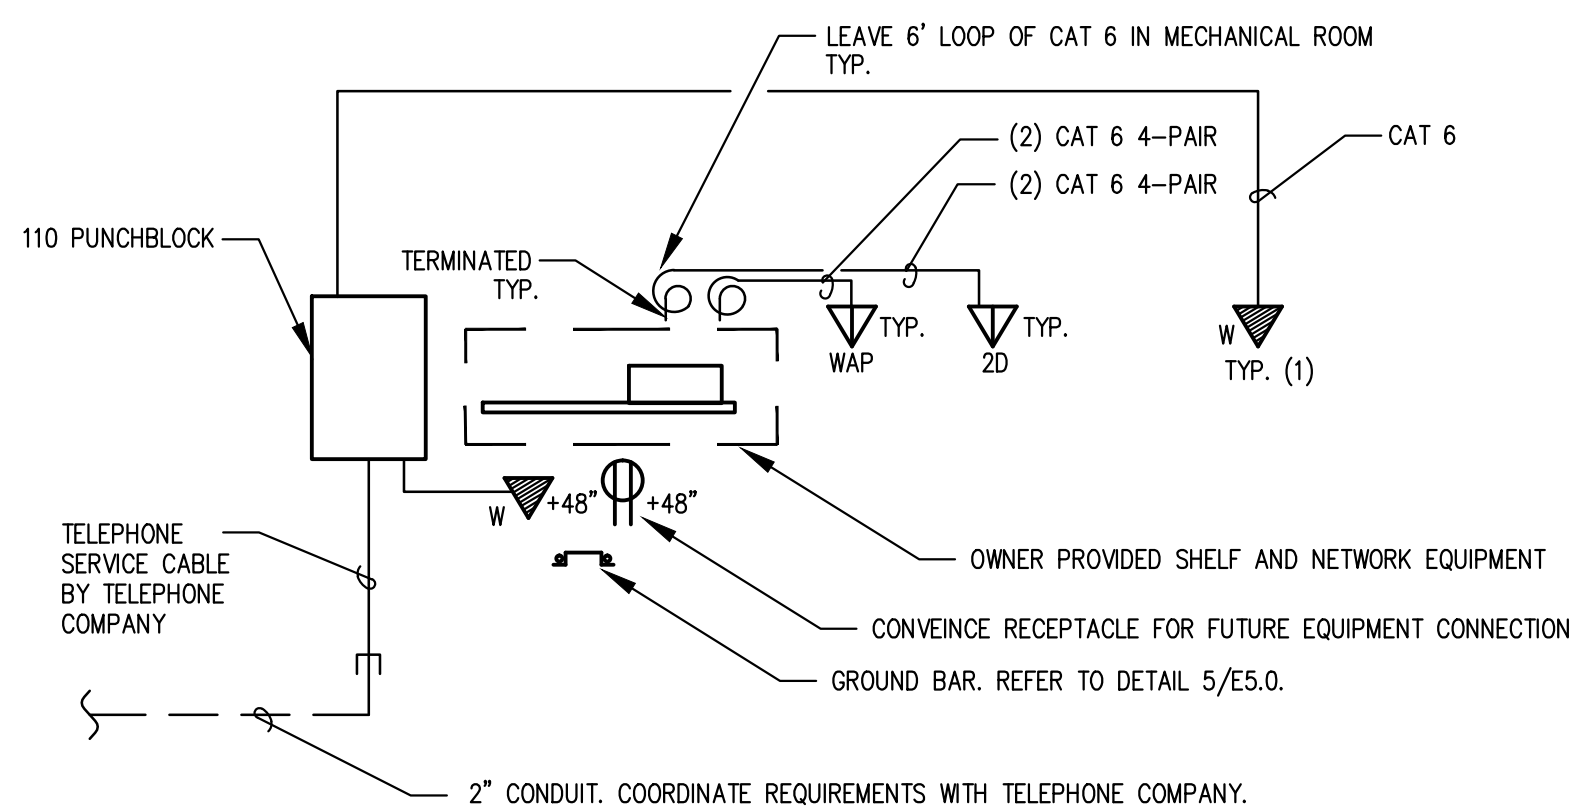 LEAVE 6' LOOP OF CAT 6 IN MECHANICAL ROOM
TYP.
(2) CAT 6 4-PAIR
CAT 6
(2) CAT 6 4-PAIR
110 PUNCHBLOCK
TERMINATED
TYP.
TYP.
TYP.
W
WAP
2D
TYP. (1)
W
+48"
+48"
TELEPHONE
SERVICE CABLE
BY TELEPHONE
COMPANY
OWNER PROVIDED SHELF AND NETWORK EQUIPMENT
CONVEINCE RECEPTACLE FOR FUTURE EQUIPMENT CONNECTION
GROUND BAR. REFER TO DETAIL 5/E5.0.
2" CONDUIT. COORDINATE REQUIREMENTS WITH TELEPHONE COMPANY.